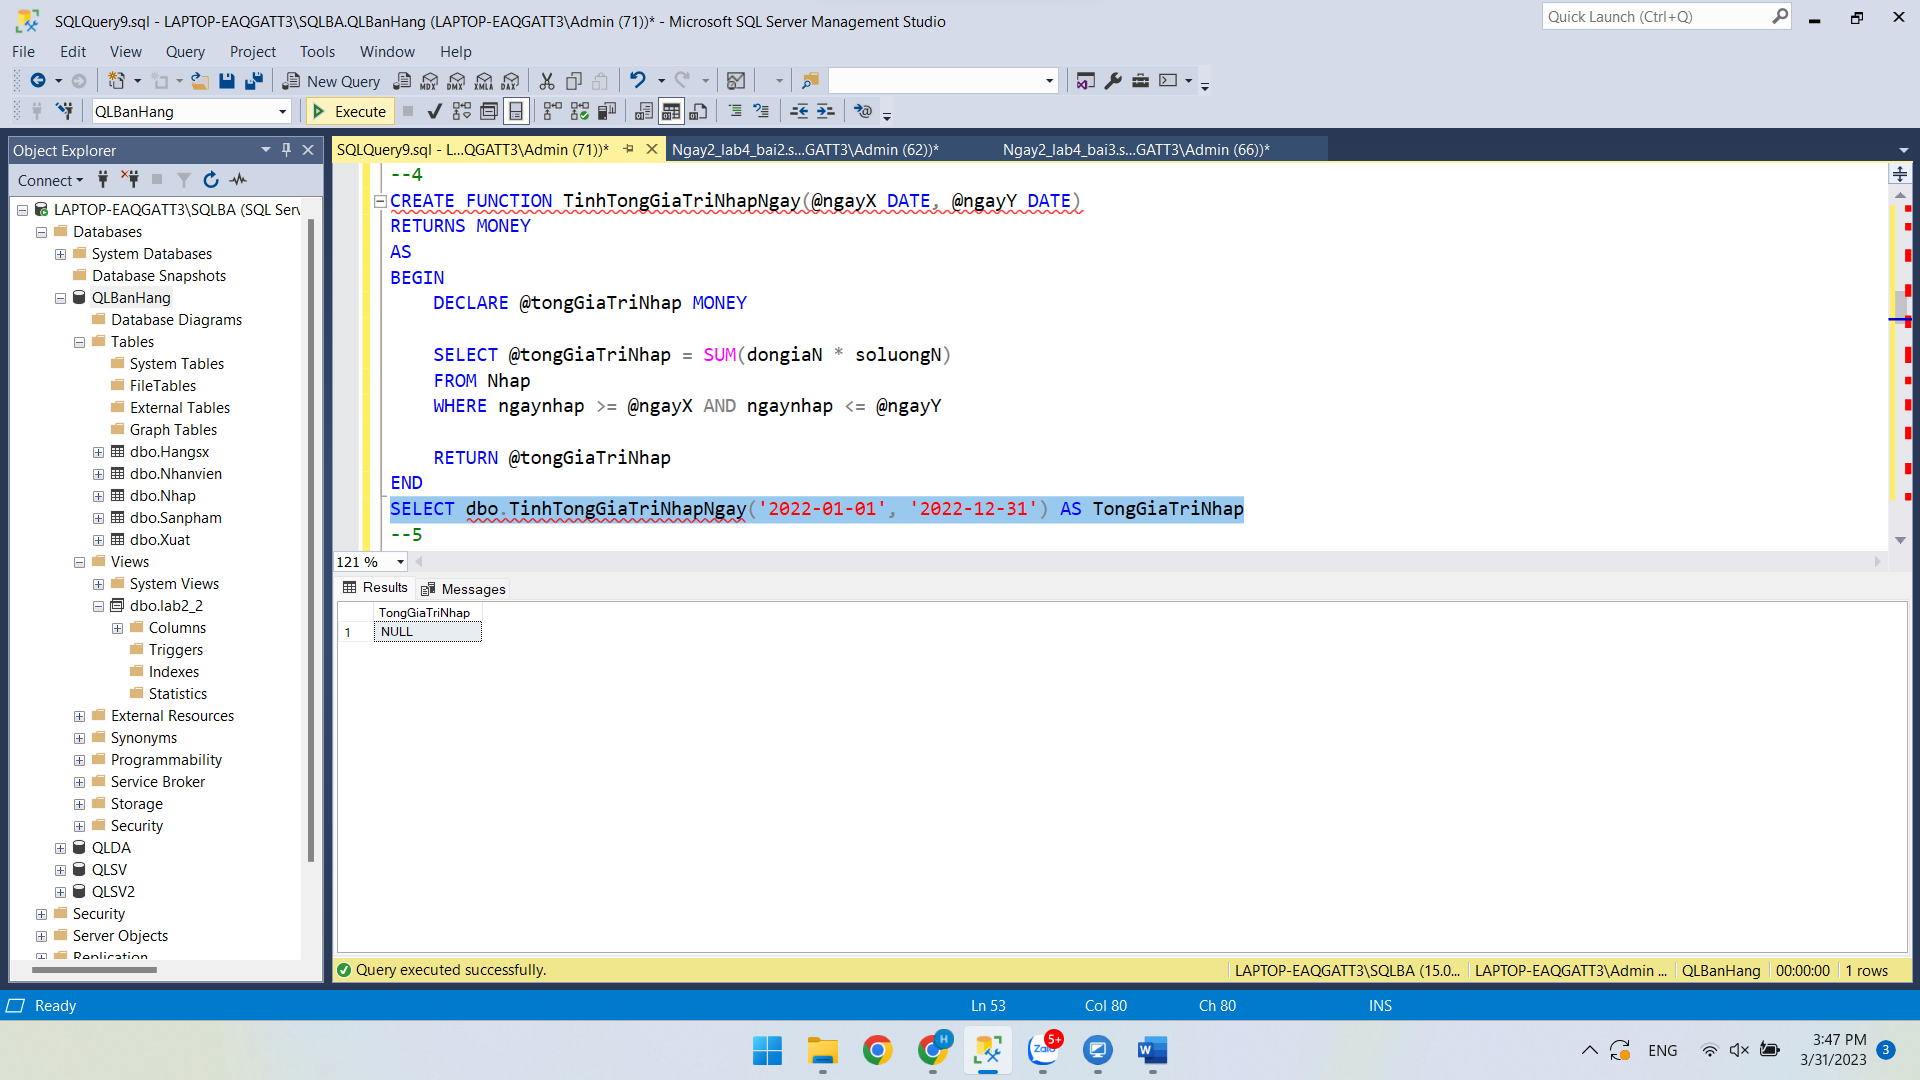 SQLQuery9.sql - LAPTOP-EAQGATT3\SQLBA.QLBanHang (LAPTOP-EAQGATT3\Admin (71))* - Microsoft SQL Server Management Studio
Quick Launch (Ctrl+Q)
File Edit View Query Project Tools Window Help
New Query MDX DMX XMLA DAX
QLBanHang
Execute
Object Explorer
Connect
LAPTOP-EAQGATT3\SQLBA (SQL Serv
Databases
System Databases
Database Snapshots
QLBanHang
Database Diagrams
Tables
System Tables
FileTables
External Tables
Graph Tables
dbo.Hangsx
dbo.Nhanvien
dbo.Nhap
dbo.Sanpham
dbo.Xuat
Views
System Views
dbo.lab2_2
Columns
Triggers
Indexes
Statistics
External Resources
Synonyms
Programmability
Service Broker
Storage
Security
QLDA
QLSV
QLSV2
Security
Server Objects
Replication
SQLQuery9.sql - L...QGATT3\Admin (71))*
Ngay2_lab4_bai2.s...GATT3\Admin (62))*
Ngay2_lab4_bai3.s...GATT3\Admin (66))*
--4
CREATE FUNCTION TinhTongGiaTriNhapNgay(@ngayX DATE, @ngayY DATE)
RETURNS MONEY
AS
BEGIN
DECLARE @tongGiaTriNhap MONEY
SELECT @tongGiaTriNhap = SUM(dongiaN * soluongN)
FROM Nhap
WHERE ngaynhap >= @ngayX AND ngaynhap <= @ngayY
RETURN @tongGiaTriNhap
END
SELECT dbo.TinhTongGiaTriNhapNgay('2022-01-01', '2022-12-31') AS TongGiaTriNhap
--5
121 %
Results Messages
TongGiaTriNhap
1 NULL
Query executed successfully.
LAPTOP-EAQGATT3\SQLBA (15.0... LAPTOP-EAQGATT3\Admin ... QLBanHang 00:00:00 1 rows
Ready Ln 53 Col 80 Ch 80 INS
H
Zalo 5+
W
ENG
3:47 PM
3/31/2023
3